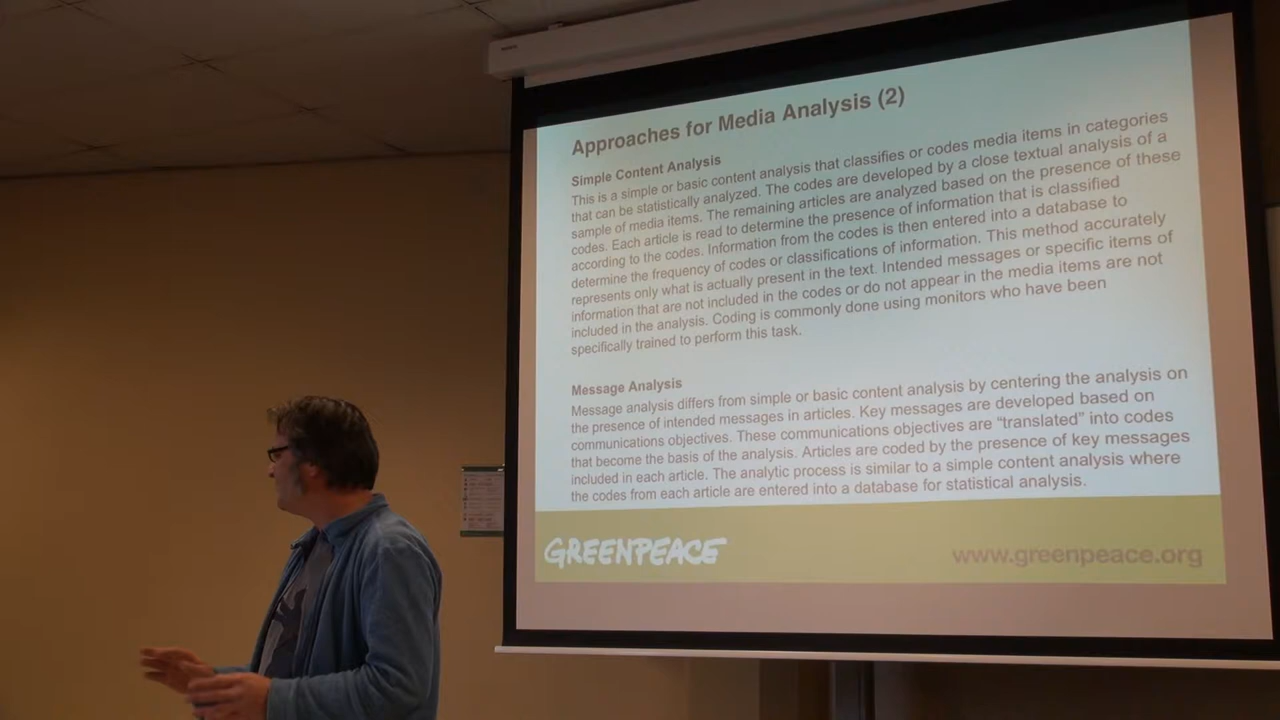 Approaches for Media Analysis (2)
Simple Content Analysis
This is a simple or basic content analysis that classifies or codes media items in categories
that can be statistically analyzed. The codes are developed by a close textual analysis of a
sample of media items. The remaining articles are analyzed based on the presence of these
codes. Each article is read to determine the presence of information that is classified
according to the codes. Information from the codes is then entered into a database to
determine the frequency of codes or classifications of information. This method accurately
represents only what is actually present in the text. Intended messages or specific items of
information that are not included in the codes or do not appear in the media items are not
included in the analysis. Coding is commonly done using monitors who have been
specifically trained to perform this task.
Message Analysis
Message analysis differs from simple or basic content analysis by centering the analysis on
the presence of intended messages in articles. Key messages are developed based on
communications objectives. These communications objectives are “translated” into codes
that become the basis of the analysis. Articles are coded by the presence of key messages
included in each article. The analytic process is similar to a simple content analysis where
the codes from each article are entered into a database for statistical analysis.
GREENPEACE
www.greenpeace.org